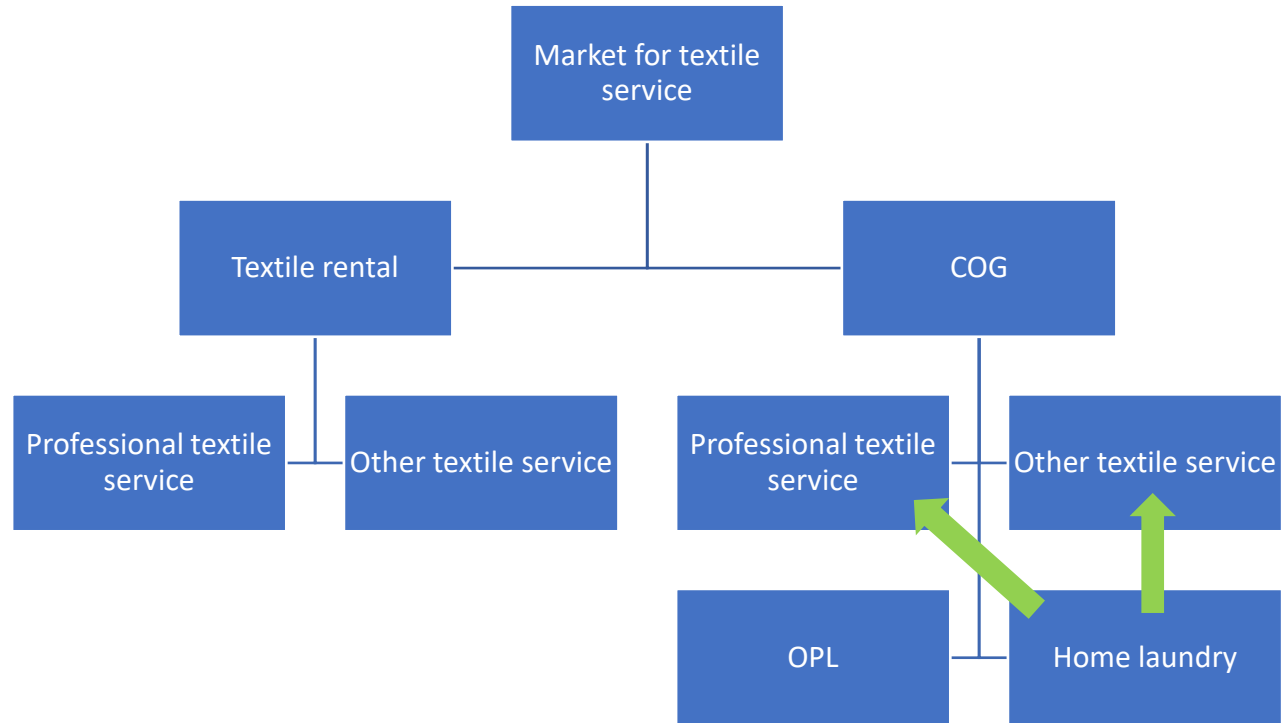 Market for textile
service
Textile rental
COG
Professional textile
service
Other textile service
Professional textile
service
Other textile service
OPL
Home laundry